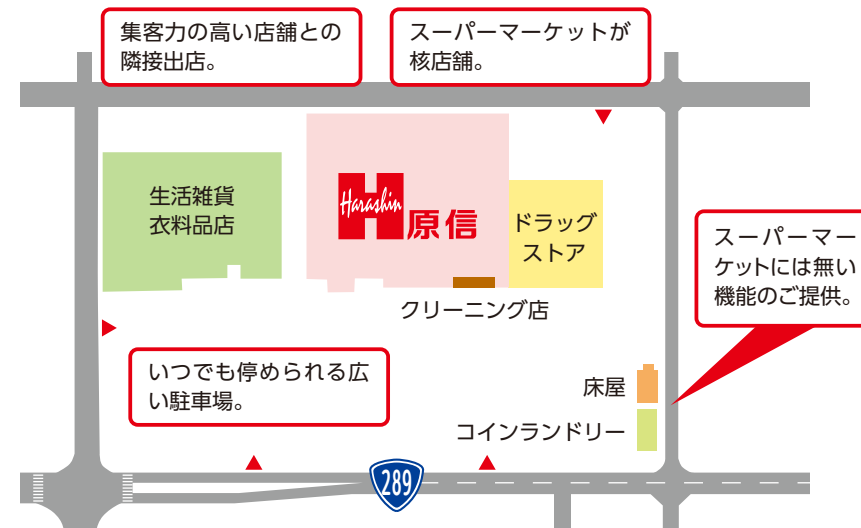 集客力の高い店舗との
隣接出店。
スーパーマーケットが
核店舗。
生活雑貨
衣料品店
Harashin
H
原信
ドラッグ
ストア
クリーニング店
スーパーマー
ケットには無い
機能のご提供。
いつでも停められる広
い駐車場。
床屋
コインランドリー
289